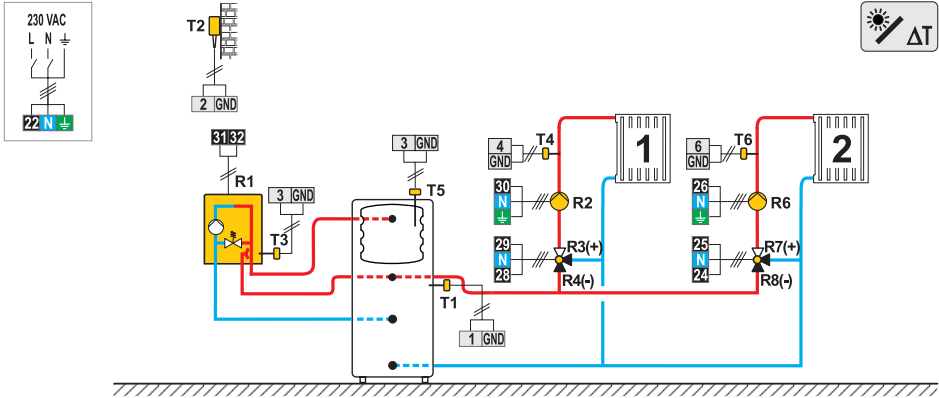 230 VAC
L N
22 N
T2
2 GND
ΔT
31 32
R1
3 GND
T3
3 GND
T5
T1
1 GND
4
GND
T4
1
30
N
R2
29
N
28
R3(+)
R4(-)
6
GND
T6
2
26
N
R6
25
N
24
R7(+)
R8(-)